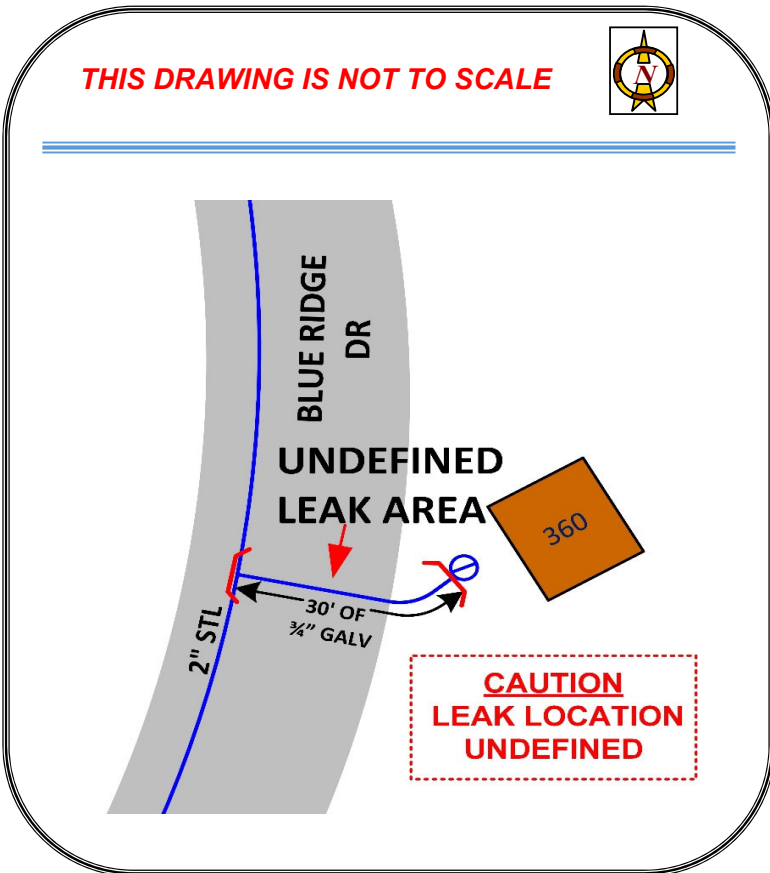 THIS DRAWING IS NOT TO SCALE
N
BLUE RIDGE
DR
UNDEFINED
LEAK AREA
360
30' OF
¾" GALV
2" STL
CAUTION
LEAK LOCATION
UNDEFINED